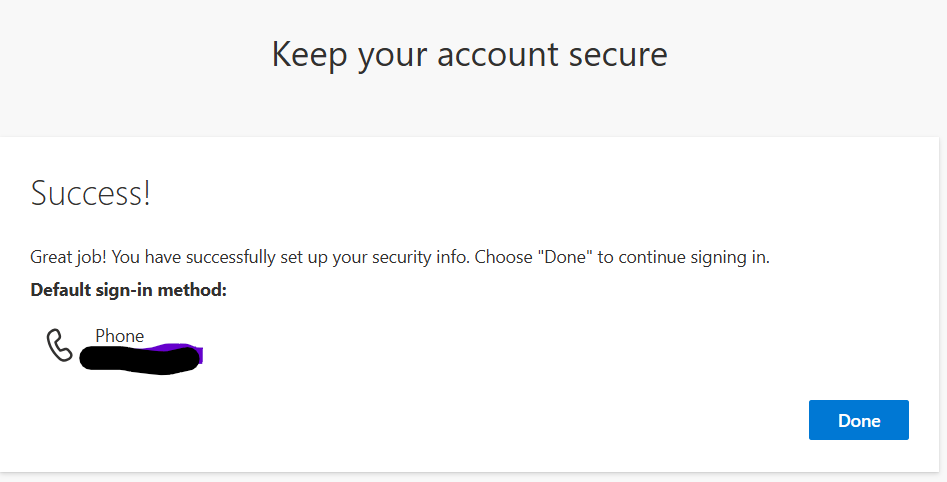 Keep your account secure
Success!
Great job! You have successfully set up your security info. Choose "Done" to continue signing in.
Default sign-in method:
Phone
Done